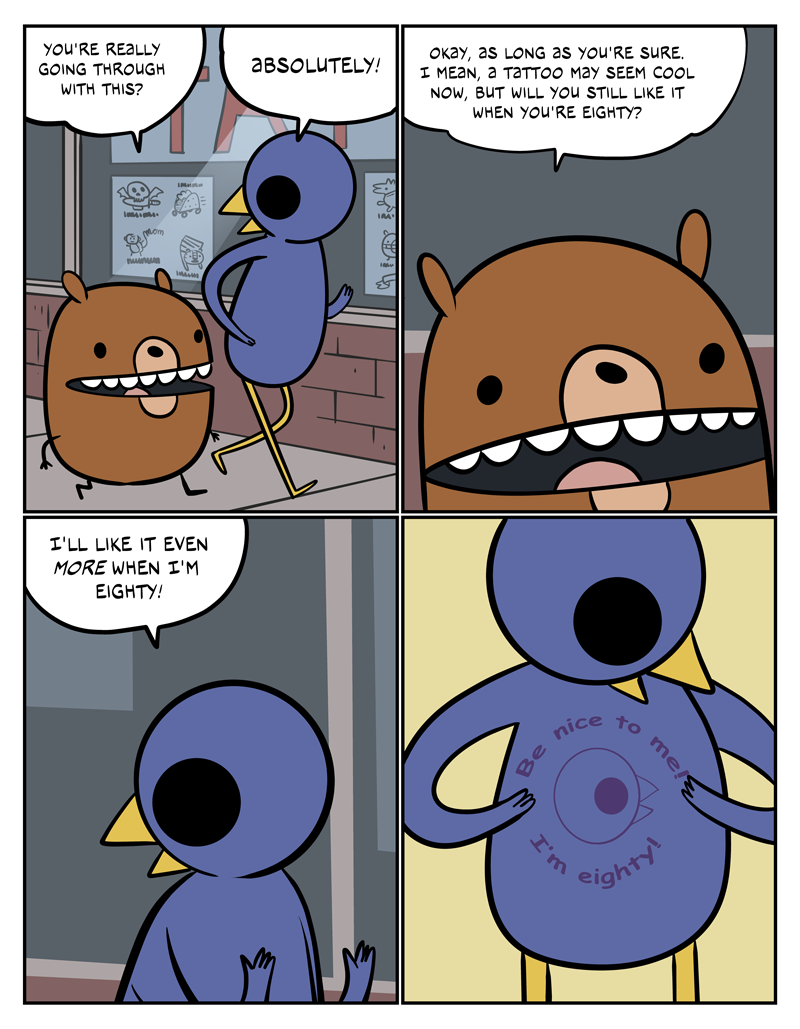 YOU'RE REALLY
GOING THROUGH
WITH THIS?
ABSOLUTELY!
TAT
MOM
OKAY, AS LONG AS YOU'RE SURE.
I MEAN, A TATTOO MAY SEEM COOL
NOW, BUT WILL YOU STILL LIKE IT
WHEN YOU'RE EIGHTY?
I'LL LIKE IT EVEN
MORE WHEN I'M
EIGHTY!
Be nice to me!
I'm eighty!